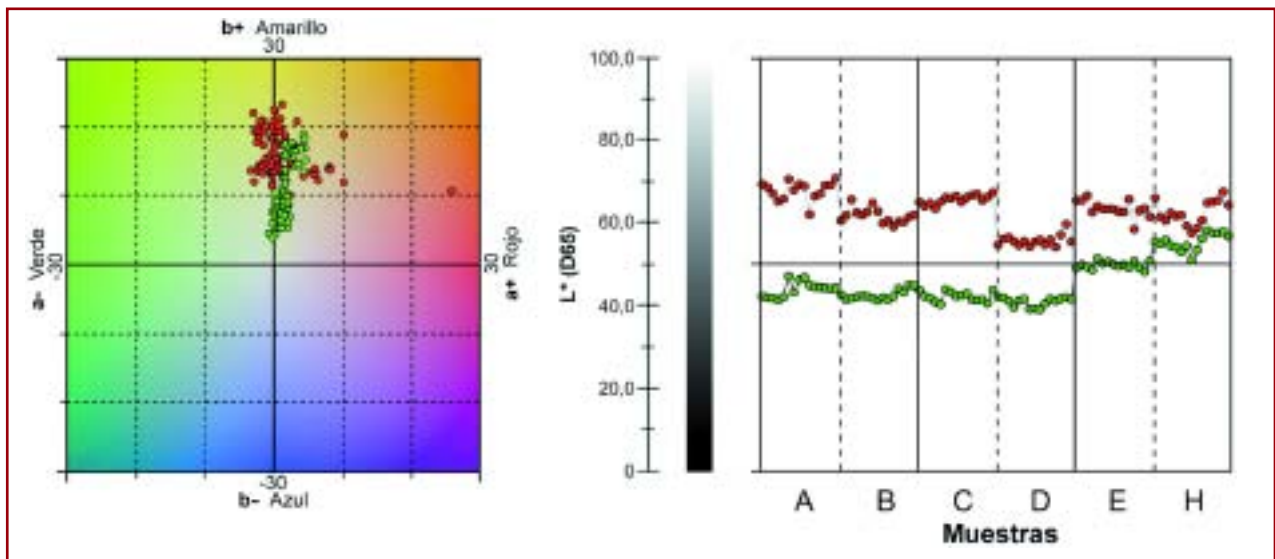 b+ Amarillo
30
a- Verde
-30
30
a+ Rojo
-30
b- Azul
L* (D65)
100,0
80,0
60,0
40,0
20,0
0
A B C D E H
Muestras